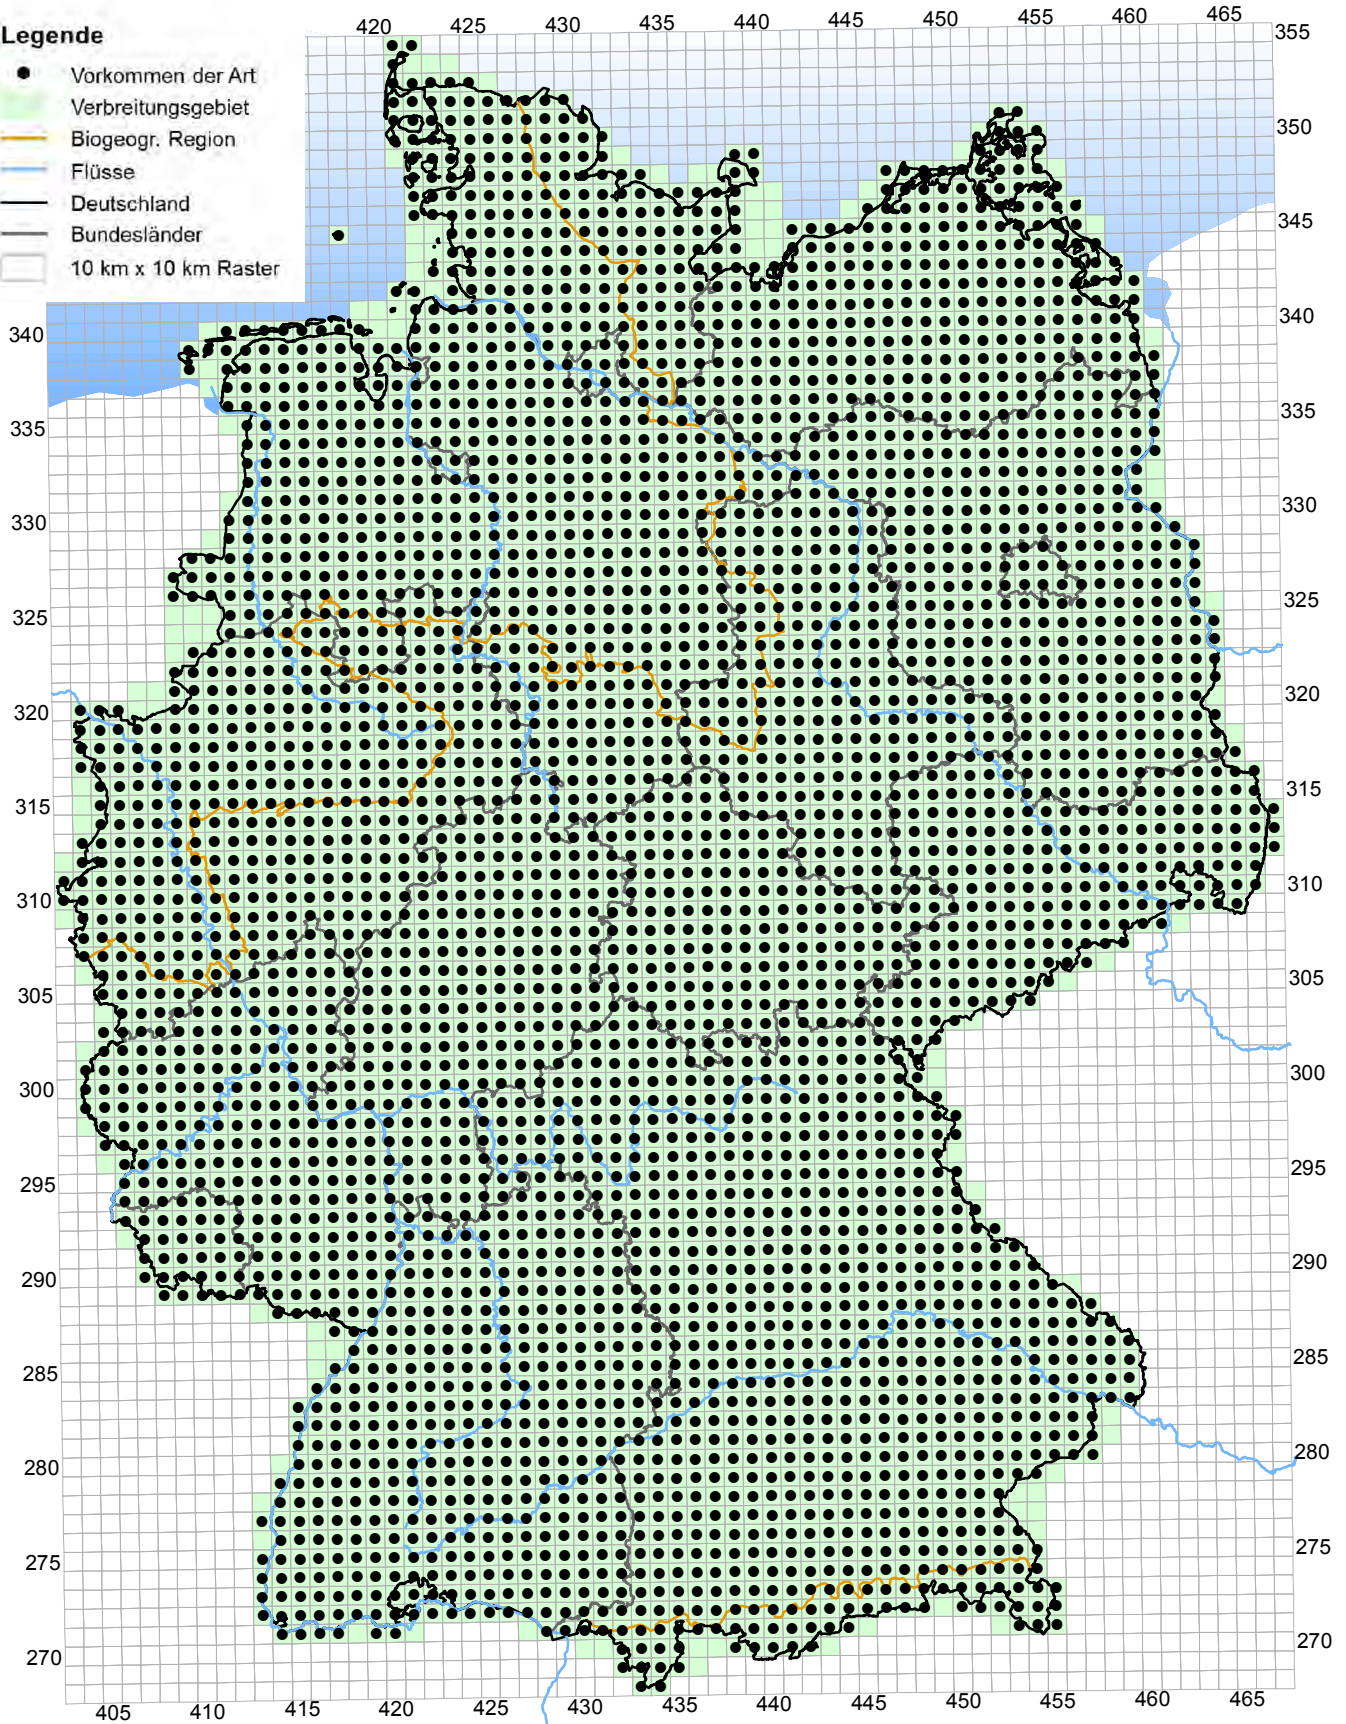 Legende
Vorkommen der Art
Verbreitungsgebiet
Biogeogr. Region
Flüsse
Deutschland
Bundesländer
10 km x 10 km Raster
420 425 430 435 440 445 450 455 460 465
355
350
345
340 340
335 335
330 330
325 325
320 320
315 315
310 310
305 305
300 300
295 295
290 290
285 285
280 280
275 275
270 270
405 410 415 420 425 430 435 440 445 450 455 460 465